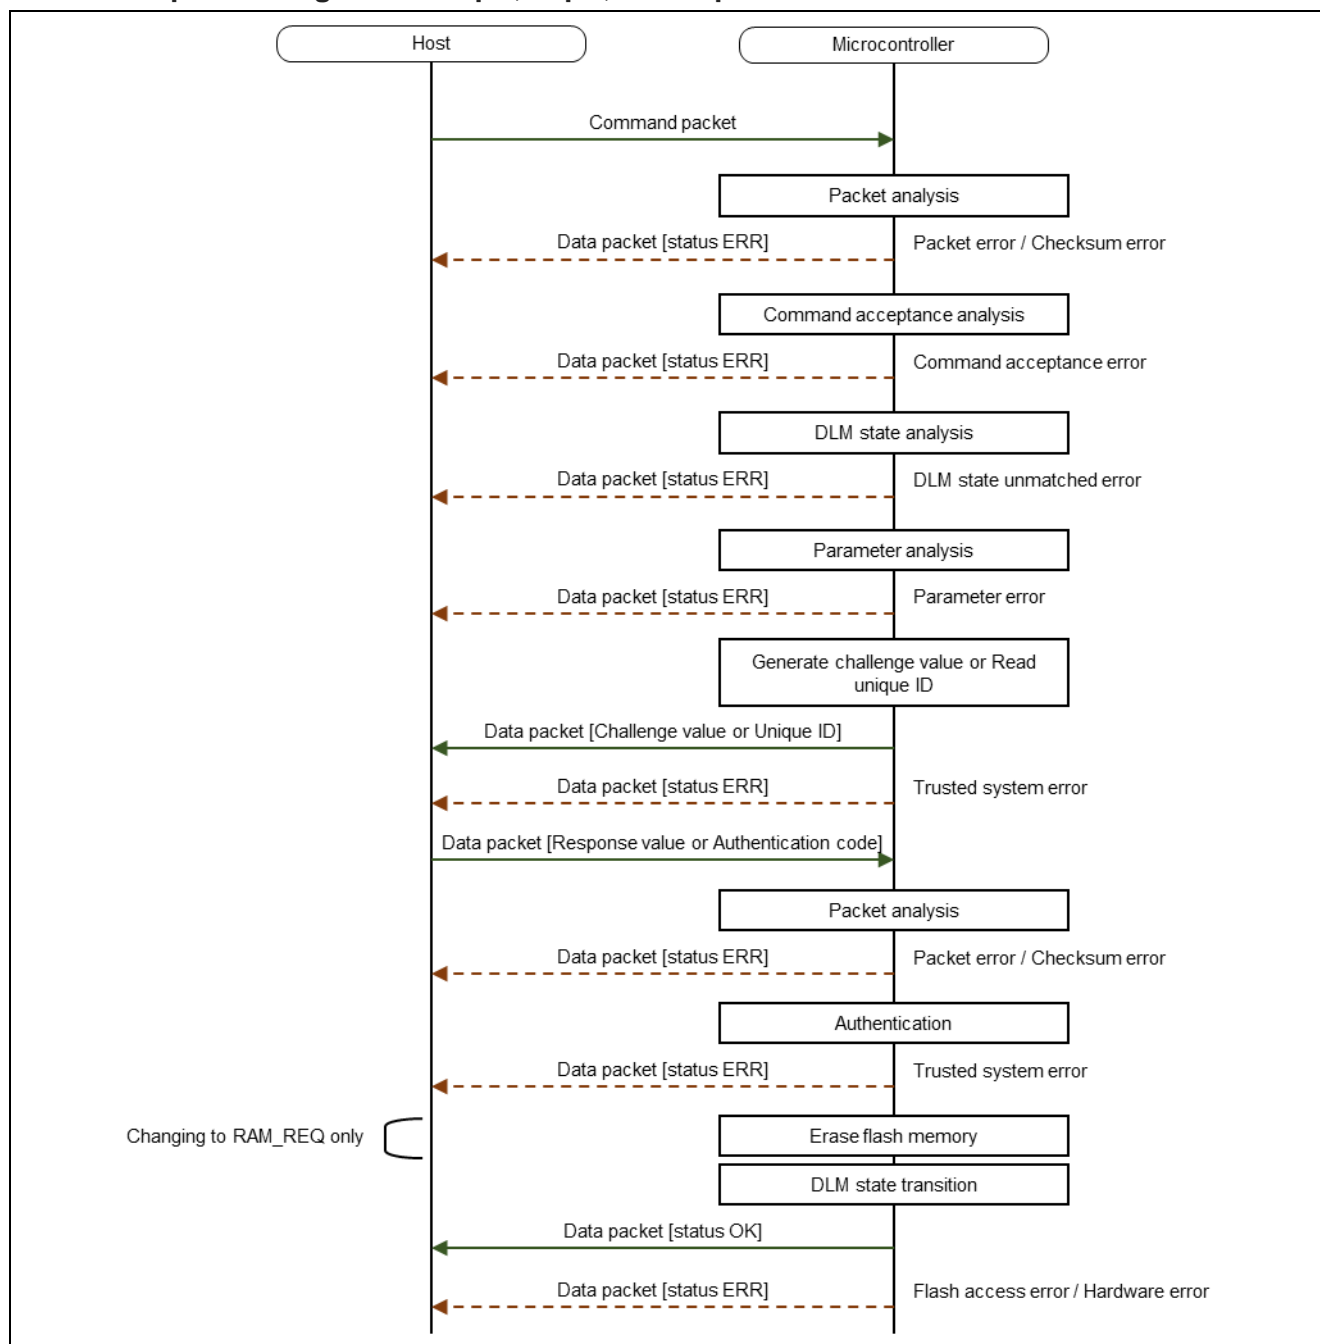 Host
Microcontroller
Command packet
Packet analysis
Data packet [status ERR]
Packet error / Checksum error
Command acceptance analysis
Data packet [status ERR]
Command acceptance error
DLM state analysis
Data packet [status ERR]
DLM state unmatched error
Parameter analysis
Data packet [status ERR]
Parameter error
Generate challenge value or Read
unique ID
Data packet [Challenge value or Unique ID]
Data packet [status ERR]
Trusted system error
Data packet [Response value or Authentication code]
Packet analysis
Data packet [status ERR]
Packet error / Checksum error
Authentication
Data packet [status ERR]
Trusted system error
Changing to RAM_REQ only
Erase flash memory
DLM state transition
Data packet [status OK]
Data packet [status ERR]
Flash access error / Hardware error